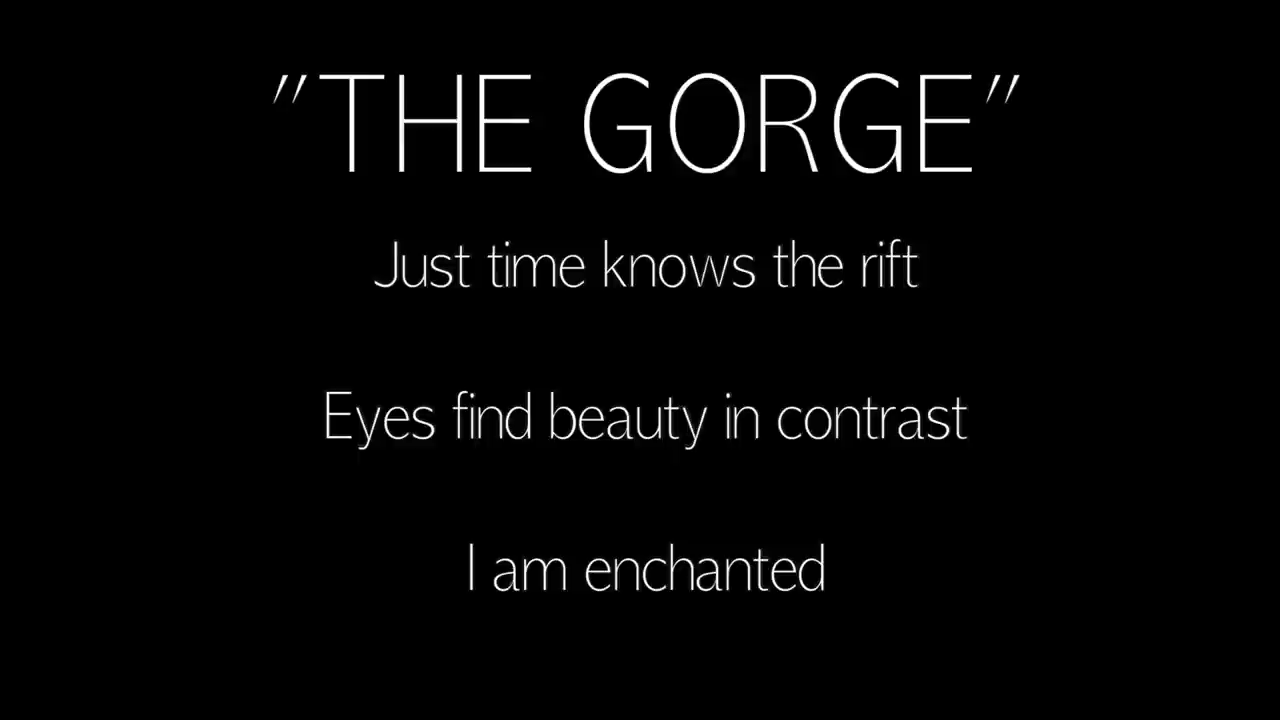 "THE GORGE"
Just time knows the rift
Eyes find beauty in contrast
I am enchanted